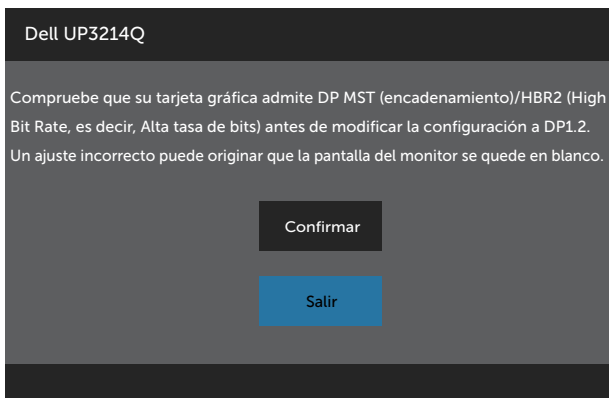 Dell UP3214Q
Compruebe que su tarjeta gráfica admite DP MST (encadenamiento)/HBR2 (High
Bit Rate, es decir, Alta tasa de bits) antes de modificar la configuración a DP1.2.
Un ajuste incorrecto puede originar que la pantalla del monitor se quede en blanco.
Confirmar
Salir